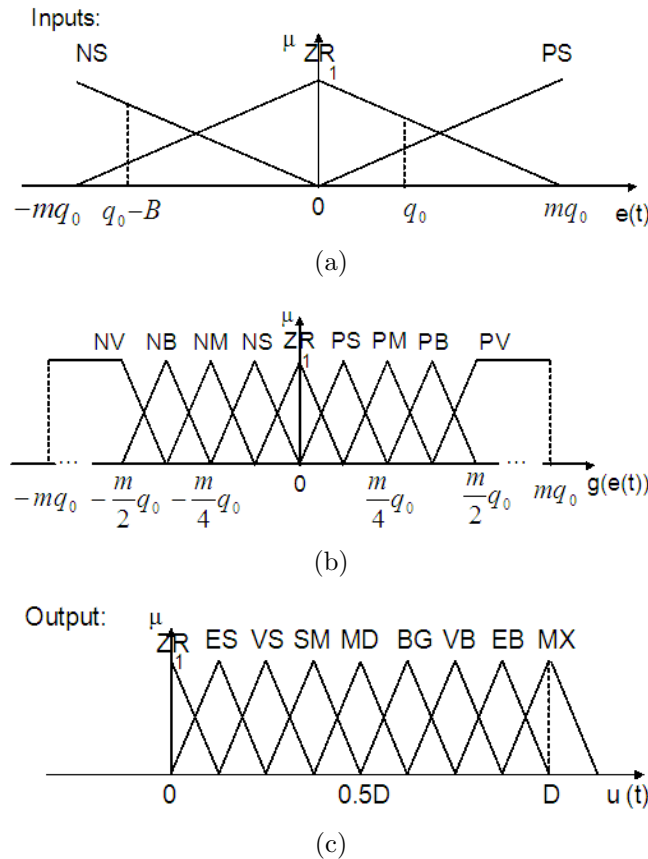 Inputs:
NS μ ZR 1 PS
−mq₀ q₀−B 0 q₀ mq₀ e(t)
(a)
NV NB NM NS μ ZR 1 PS PM PB PV
−mq₀ ... −m/2 q₀ −m/4 q₀ 0 m/4 q₀ m/2 q₀ ... mq₀ g(e(t))
(b)
Output:
μ ZR 1 ES VS SM MD BG VB EB MX
0 0.5D D u(t)
(c)